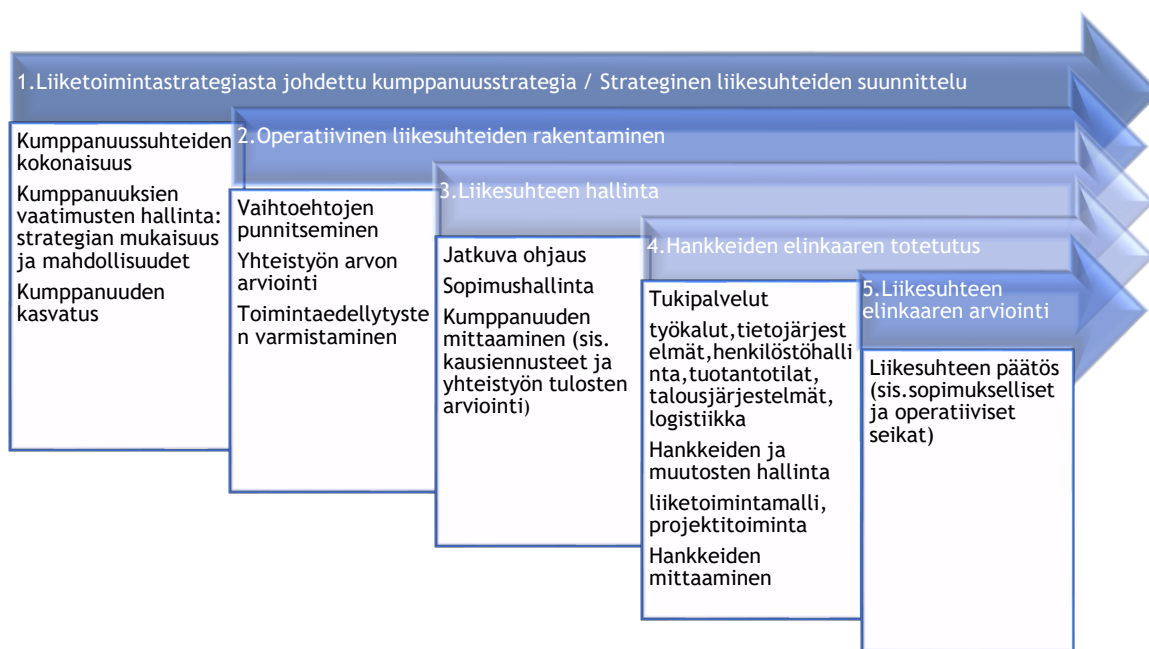 1.Liiketoimintastrategiasta johdettu kumppanuusstrategia / Strateginen liikesuhteiden suunnittelu
Kumppanuussuhteiden
kokonaisuus
Kumppanuuksien
vaatimusten hallinta:
strategian mukaisuus
ja mahdollisuudet
Kumppanuuden
kasvatus
2.Operatiivinen liikesuhteiden rakentaminen
Vaihtoehtojen
punnitseminen
Yhteistyön arvon
arviointi
Toimintaedellytyste
n varmistaminen
3.Liikesuhteen hallinta
Jatkuva ohjaus
Sopimushallinta
Kumppanuuden
mittaaminen (sis.
kausiennusteet ja
yhteistyön tulosten
arviointi)
4.Hankkeiden elinkaaren totetutus
Tukipalvelut
työkalut,tietojärjest
elmät,henkilöstöhalli
nta,tuotantotilat,
talousjärjestelmät,
logistiikka
Hankkeiden ja
muutosten hallinta
liiketoimintamalli,
projektitoiminta
Hankkeiden
mittaaminen
5.Liikesuhteen
elinkaaren arviointi
Liikesuhteen päätös
(sis.sopimukselliset
ja operatiiviset
seikat)